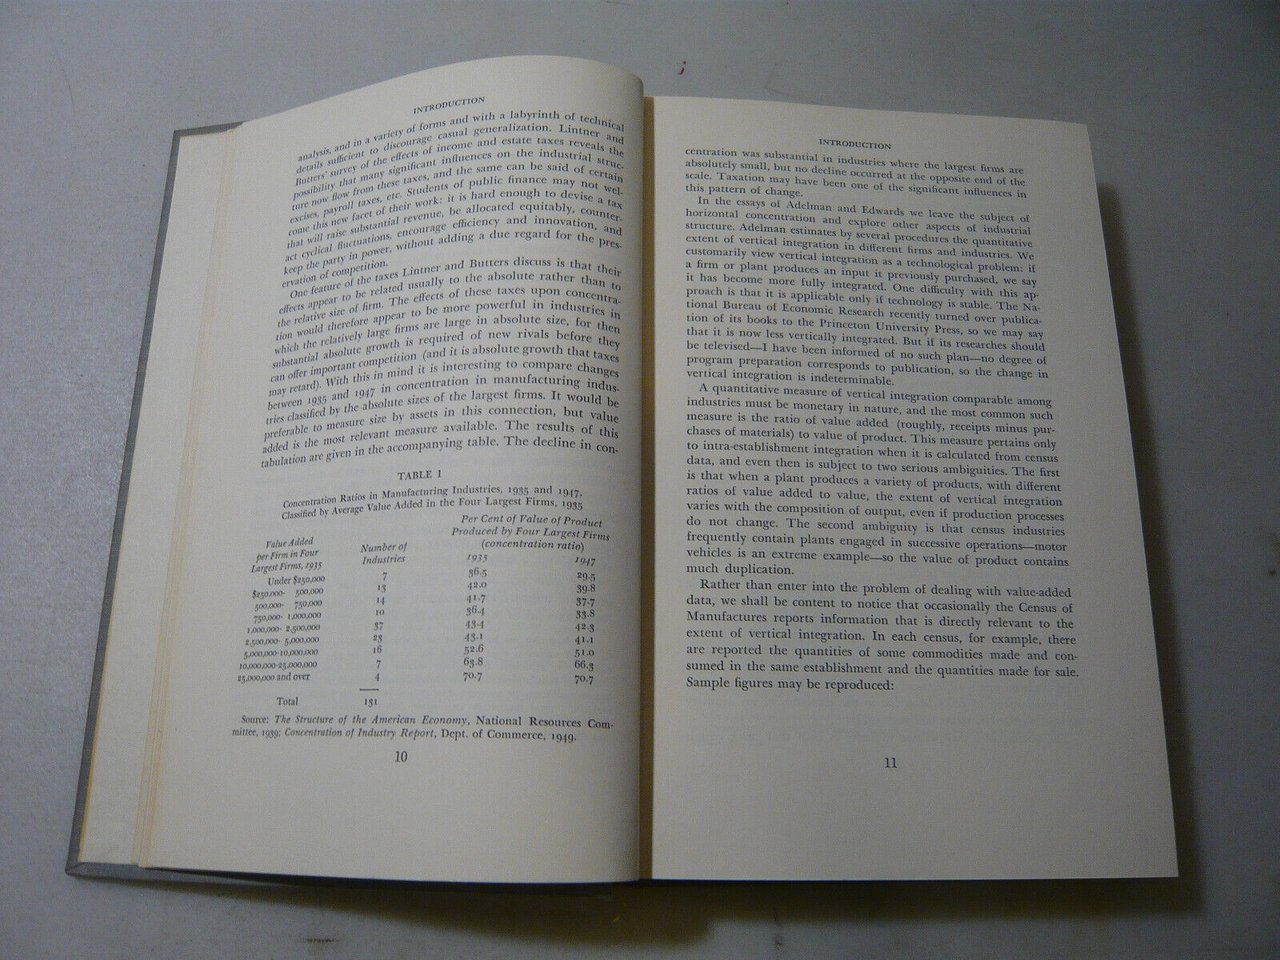 INTRODUCTION
analysis, and in a variety of forms and with a labyrinth of technical
details sufficient to discourage casual generalization. Lintner and
Butters' survey of the effects of income and estate taxes reveals the
possibility that many significant influences on the industrial struc-
ture now flow from these taxes, and the same can be said of certain
excises, payroll taxes, etc. Students of public finance may not wel-
come this new facet of their work: it is hard enough to devise a tax
that will raise substantial revenue, be allocated equitably, counter-
act cyclical fluctuations, encourage efficiency and innovation, and
keep the party in power, without adding a due regard for the pres-
ervation of competition.
One feature of the taxes Lintner and Butters discuss is that their
effects appear to be related usually to the absolute rather than to
the relative size of firm. The effects of these taxes upon concentra-
tion would therefore appear to be more powerful in industries in
which the relatively large firms are large in absolute size, for then
substantial absolute growth is required of new rivals before they
can offer important competition (and it is absolute growth that taxes
may retard). With this in mind it is interesting to compare changes
between 1935 and 1947 in concentration in manufacturing indus-
tries classified by the absolute sizes of the largest firms. It would be
preferable to measure size by assets in this connection, but value
added is the most relevant measure available. The results of this
tabulation are given in the accompanying table. The decline in con-
TABLE I
Concentration Ratios in Manufacturing Industries, 1935 and 1947,
Classified by Average Value Added in the Four Largest Firms, 1935
Value Added
per Firm in Four
Largest Firms, 1935
Number of
Industries
Per Cent of Value of Product
Produced by Four Largest Firms
(concentration ratio)
1935 1947
Under $250,000 7 36.5 29.5
$250,000- 500,000 13 42.0 39.8
500,000- 750,000 14 41.7 37.7
750,000- 1,000,000 10 36.4 33.8
1,000,000- 2,500,000 37 43.4 42.3
2,500,000- 5,000,000 23 43.1 41.1
5,000,000-10,000,000 16 52.6 51.0
10,000,000-25,000,000 7 63.8 66.3
25,000,000 and over 4 70.7 70.7
Total 131
Source: The Structure of the American Economy, National Resources Com-
mittee, 1939; Concentration of Industry Report, Dept. of Commerce, 1949.
10
INTRODUCTION
centration was substantial in industries where the largest firms are
absolutely small, but no decline occurred at the opposite end of the
scale. Taxation may have been one of the significant influences in
this pattern of change.
In the essays of Adelman and Edwards we leave the subject of
horizontal concentration and explore other aspects of industrial
structure. Adelman estimates by several procedures the quantitative
extent of vertical integration in different firms and industries. We
customarily view vertical integration as a technological problem: if
a firm or plant produces an input it previously purchased, we say
it has become more fully integrated. One difficulty with this ap-
proach is that it is applicable only if technology is stable. The Na-
tional Bureau of Economic Research recently turned over publica-
tion of its books to the Princeton University Press, so we may say
that it is now less vertically integrated. But if its researches should
be televised—I have been informed of no such plan—no degree of
program preparation corresponds to publication, so the change in
vertical integration is indeterminable.
A quantitative measure of vertical integration comparable among
industries must be monetary in nature, and the most common such
measure is the ratio of value added (roughly, receipts minus pur-
chases of materials) to value of product. This measure pertains only
to intra-establishment integration when it is calculated from census
data, and even then is subject to two serious ambiguities. The first
is that when a plant produces a variety of products, with different
ratios of value added to value, the extent of vertical integration
varies with the composition of output, even if production processes
do not change. The second ambiguity is that census industries
frequently contain plants engaged in successive operations—motor
vehicles is an extreme example—so the value of product contains
much duplication.
Rather than enter into the problem of dealing with value-added
data, we shall be content to notice that occasionally the Census of
Manufactures reports information that is directly relevant to the
extent of vertical integration. In each census, for example, there
are reported the quantities of some commodities made and con-
sumed in the same establishment and the quantities made for sale.
Sample figures may be reproduced:
11